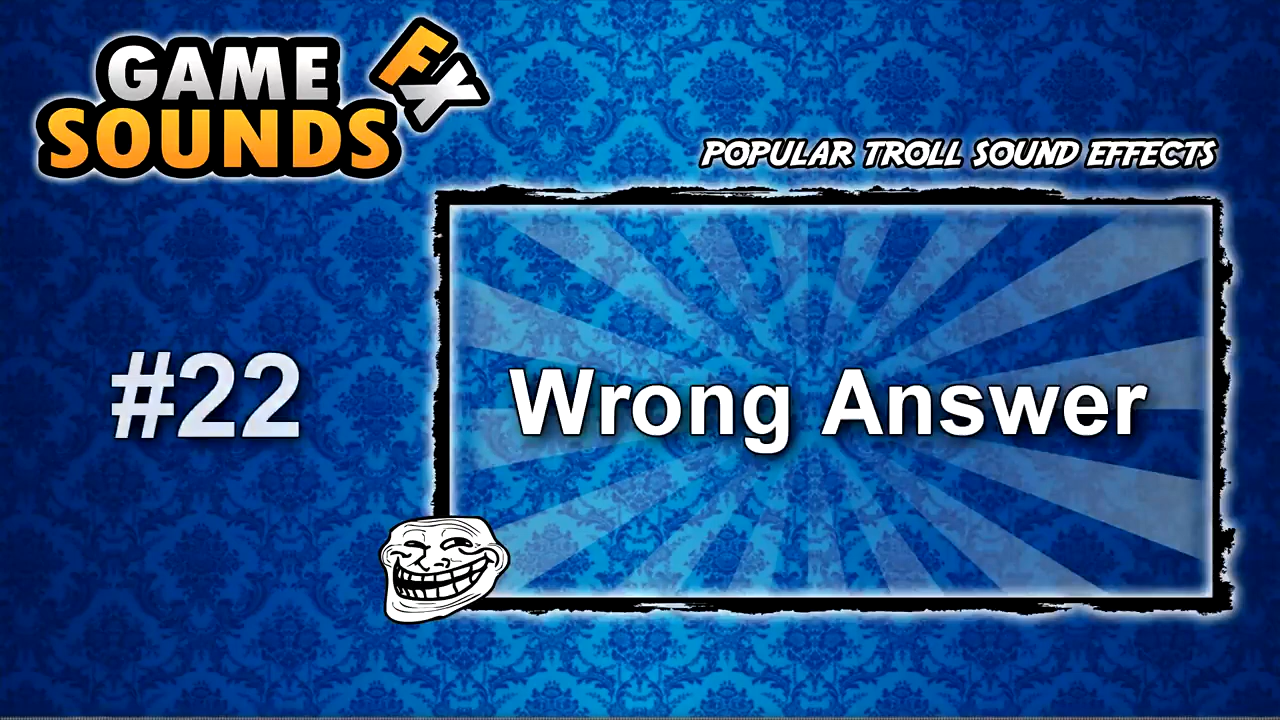 GAME
SOUNDS
FX
POPULAR TROLL SOUND EFFECTS
#22
Wrong Answer